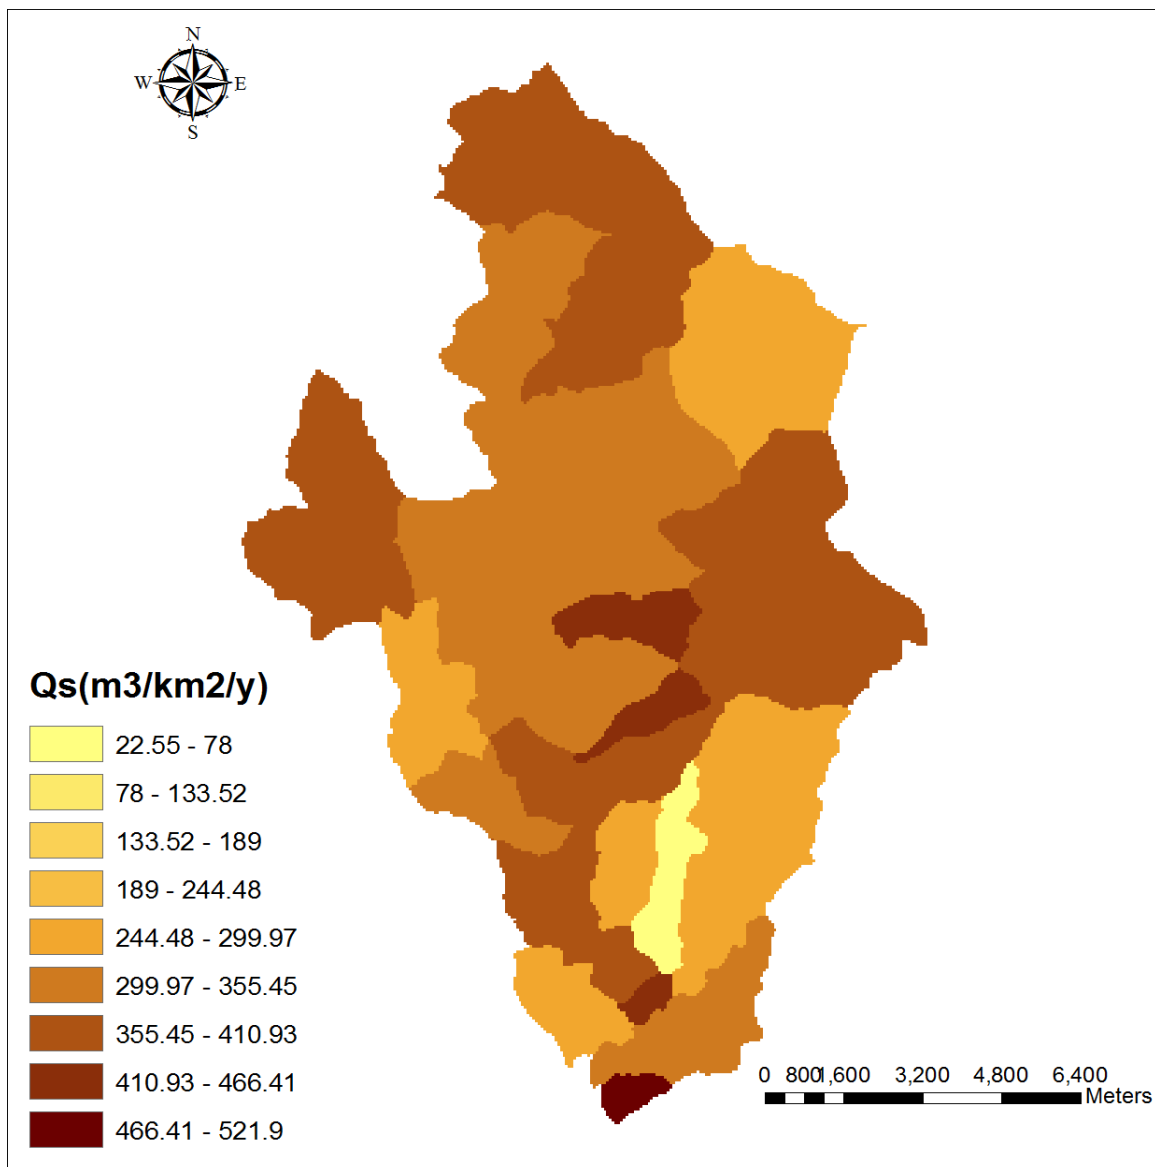 N
W E
S
Qs(m3/km2/y)
22.55 - 78
78 - 133.52
133.52 - 189
189 - 244.48
244.48 - 299.97
299.97 - 355.45
355.45 - 410.93
410.93 - 466.41
466.41 - 521.9
0 800 1,600 3,200 4,800 6,400
Meters